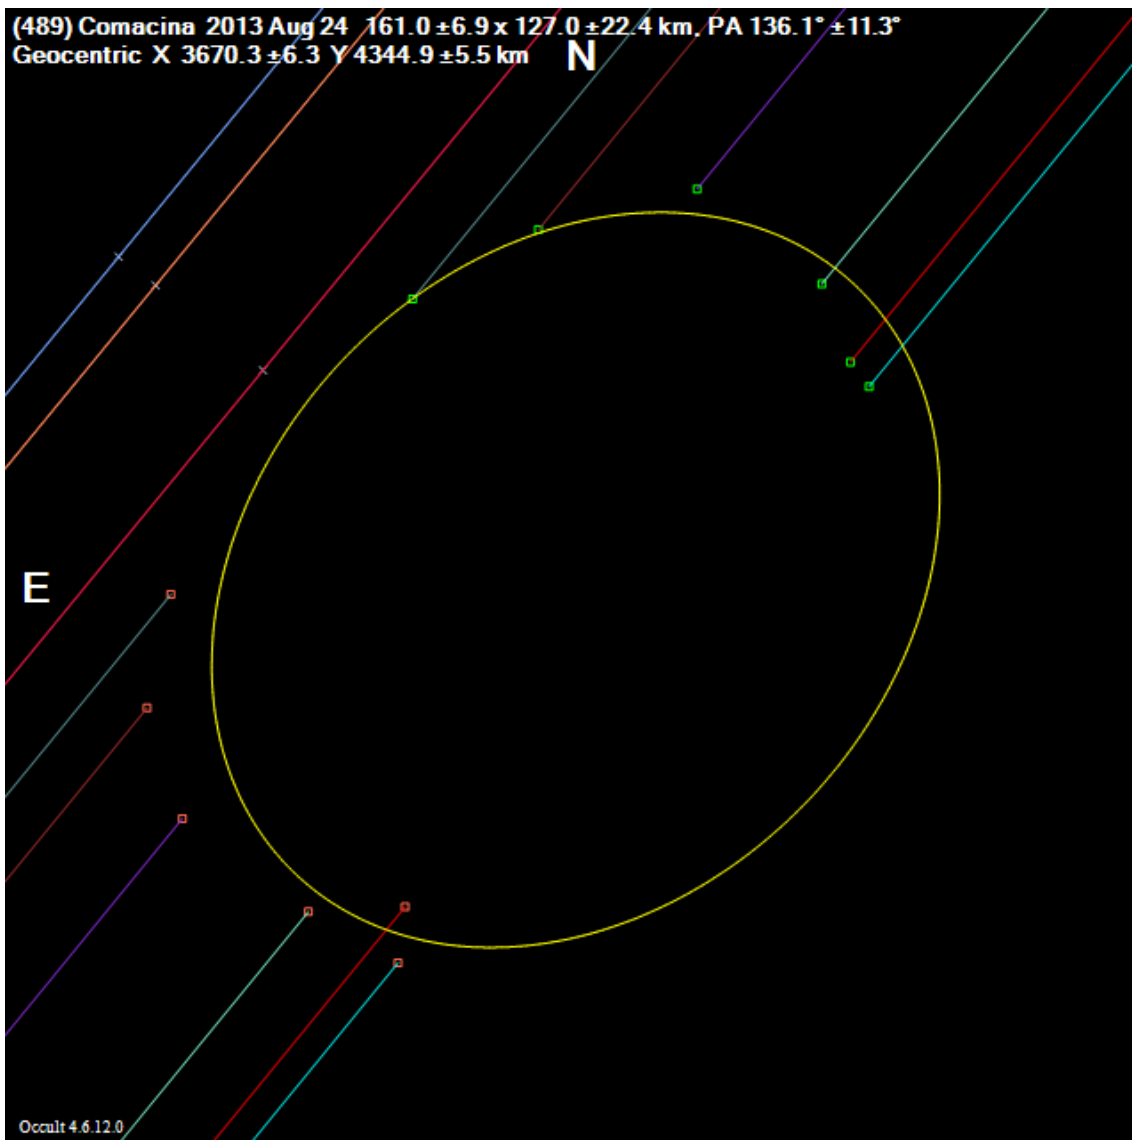 (489) Comacina 2013 Aug 24 161.0 ±6.9 x 127.0 ±22.4 km, PA 136.1° ±11.3°
Geocentric X 3670.3 ±6.3 Y 4344.9 ±5.5 km
N
E
Occult 4.6.12.0